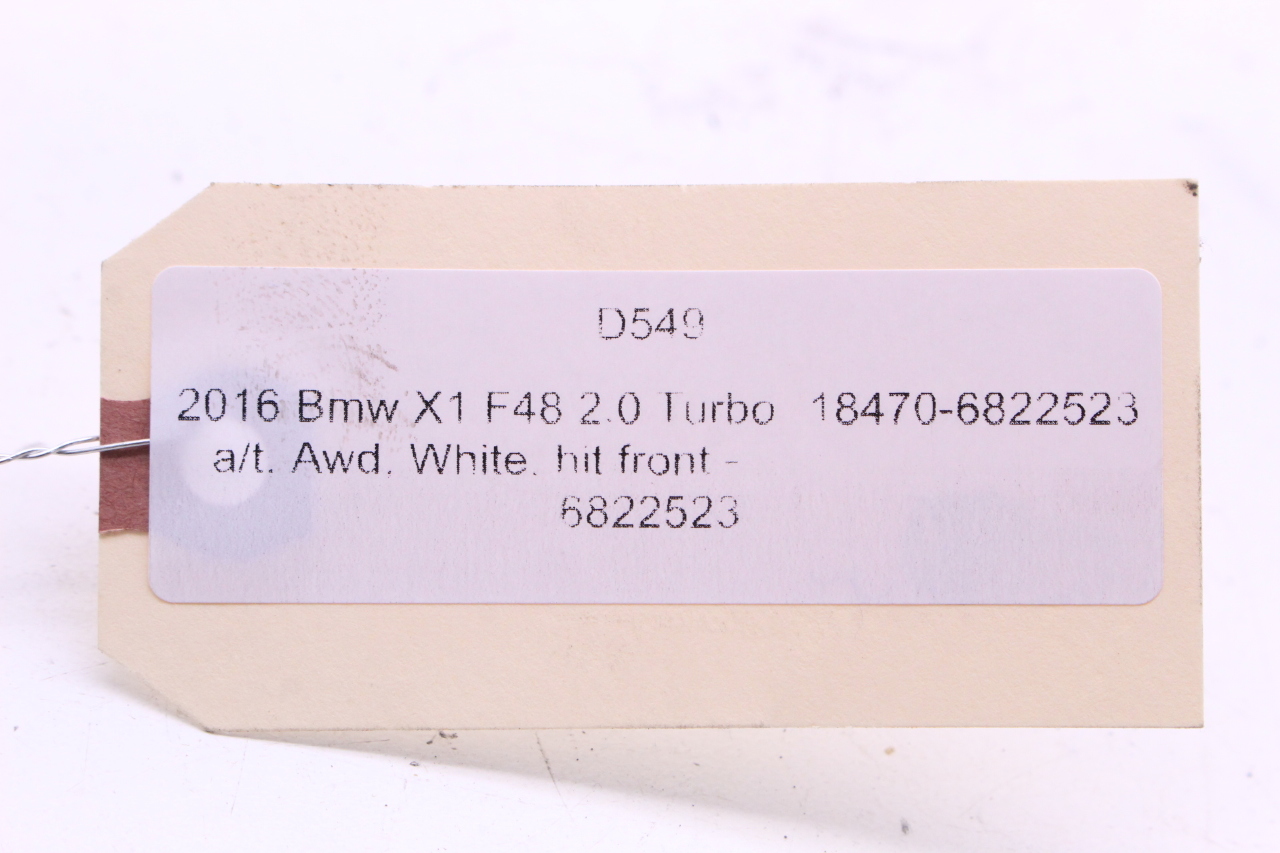 D549
2016 Bmw X1 F48 2.0 Turbo 18470-6822523
a/t. Awd, White, hit front -
6822523